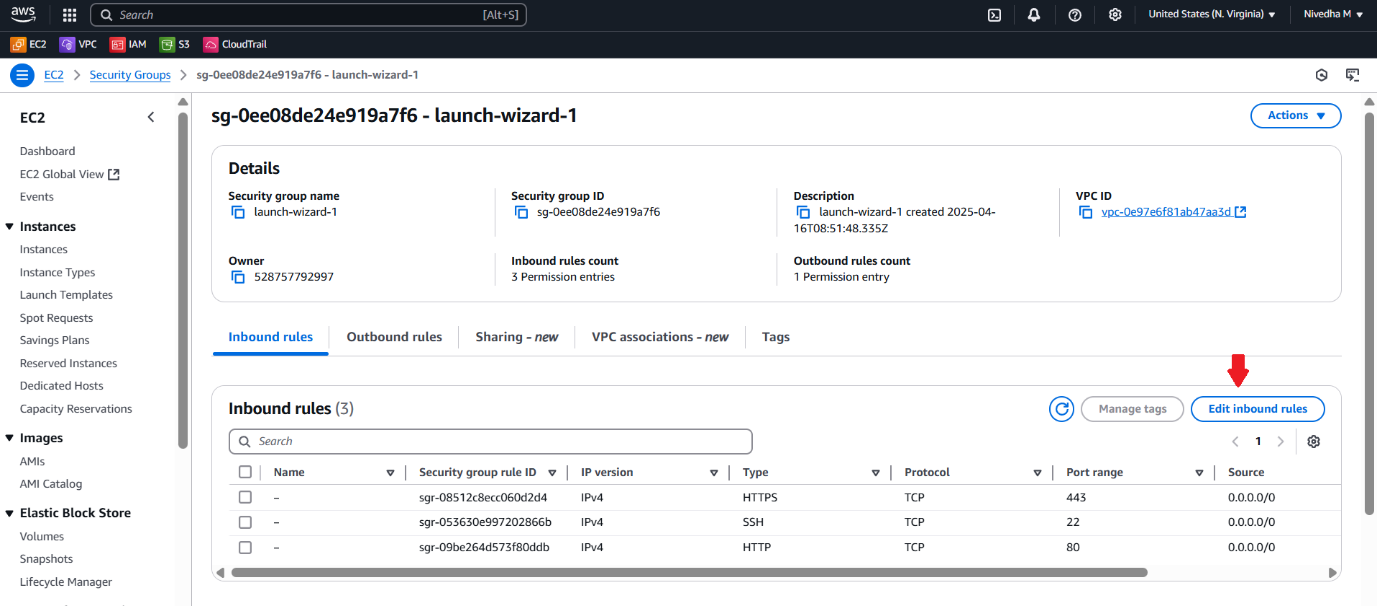 aws
Search [Alt+S] United States (N. Virginia) Nivedha M
EC2 VPC IAM S3 CloudTrail
EC2 Security Groups sg-0ee08de24e919a7f6 - launch-wizard-1
EC2
Dashboard
EC2 Global View
Events
Instances
Instances
Instance Types
Launch Templates
Spot Requests
Savings Plans
Reserved Instances
Dedicated Hosts
Capacity Reservations
Images
AMIs
AMI Catalog
Elastic Block Store
Volumes
Snapshots
Lifecycle Manager
sg-0ee08de24e919a7f6 - launch-wizard-1
Actions
Details
Security group name
launch-wizard-1
Security group ID
sg-0ee08de24e919a7f6
Description
launch-wizard-1 created 2025-04-
16T08:51:48.335Z
VPC ID
vpc-0e97e6f81ab47aa3d
Owner
528757792997
Inbound rules count
3 Permission entries
Outbound rules count
1 Permission entry
Inbound rules Outbound rules Sharing - new VPC associations - new Tags
Inbound rules (3)
Manage tags Edit inbound rules
Search
1
Name Security group rule ID IP version Type Protocol Port range Source
– sgr-08512c8ecc060d2d4 IPv4 HTTPS TCP 443 0.0.0.0/0
– sgr-053630e997202866b IPv4 SSH TCP 22 0.0.0.0/0
– sgr-09be264d573f80ddb IPv4 HTTP TCP 80 0.0.0.0/0